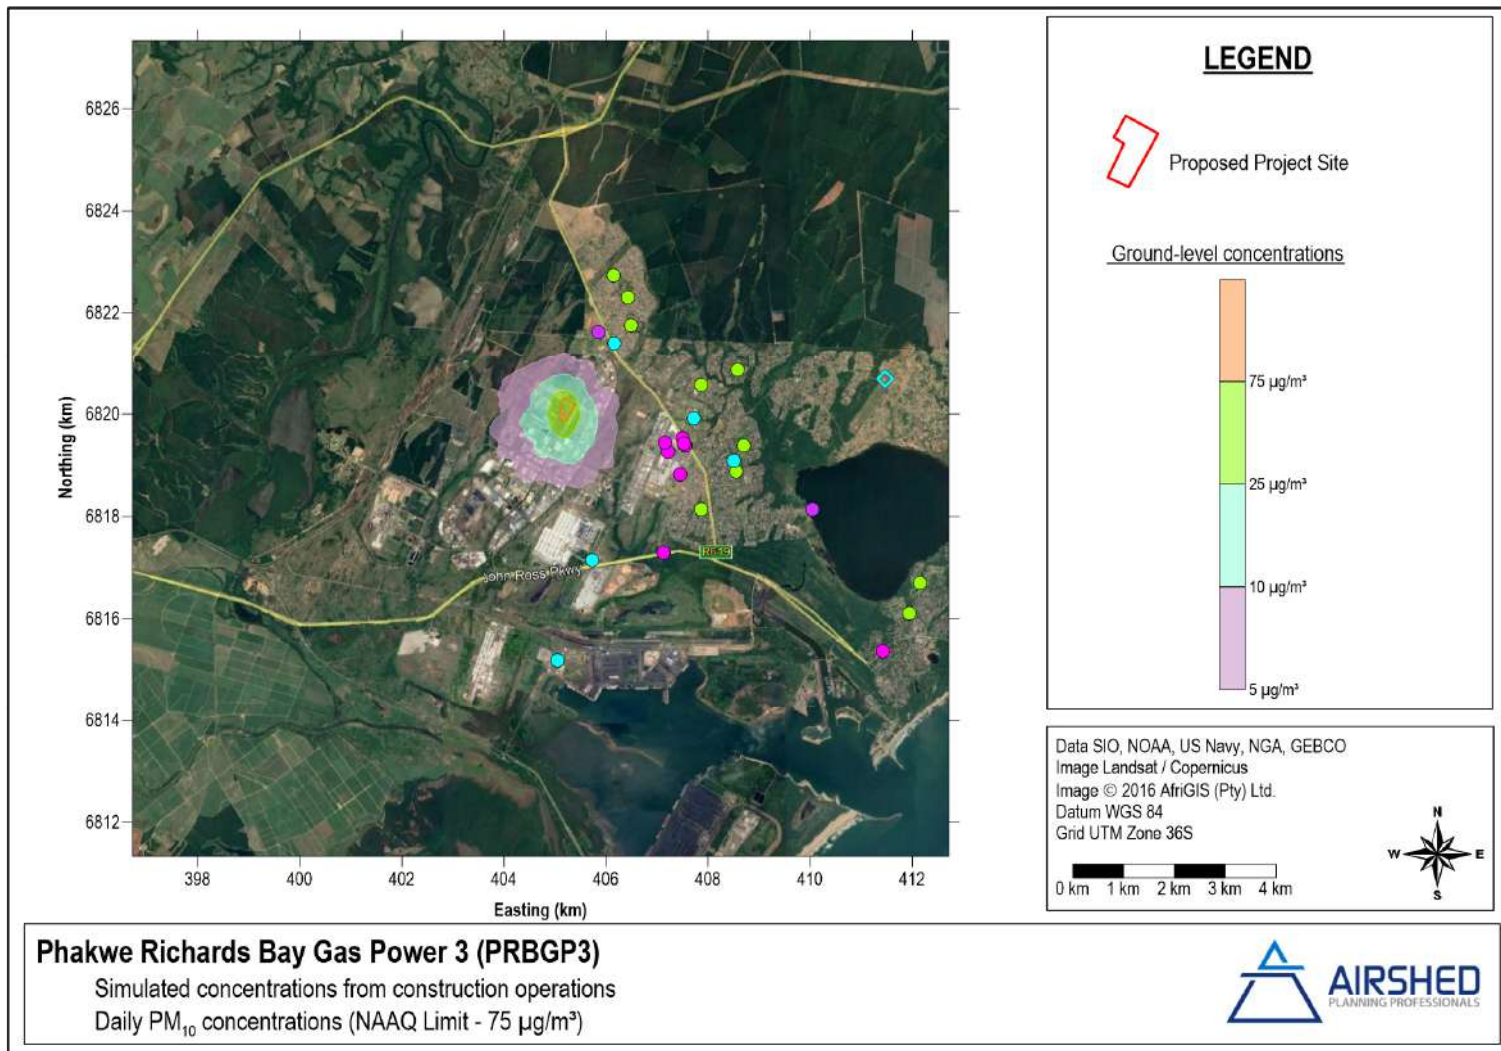 LEGEND
Proposed Project Site
Ground-level concentrations
75 µg/m³
25 µg/m³
10 µg/m³
5 µg/m³
6826
6824
6822
6820
6818
6816
6814
6812
Northing (km)
R619
John Ross Pkwy
398
400
402
404
406
408
410
412
Easting (km)
Data SIO, NOAA, US Navy, NGA, GEBCO
Image Landsat / Copernicus
Image © 2016 AfriGIS (Pty) Ltd.
Datum WGS 84
Grid UTM Zone 36S
N
W E
S
0 km 1 km 2 km 3 km 4 km
Phakwe Richards Bay Gas Power 3 (PRBGP3)
Simulated concentrations from construction operations
Daily PM₁₀ concentrations (NAAQ Limit - 75 µg/m³)
AIRSHED
PLANNING PROFESSIONALS